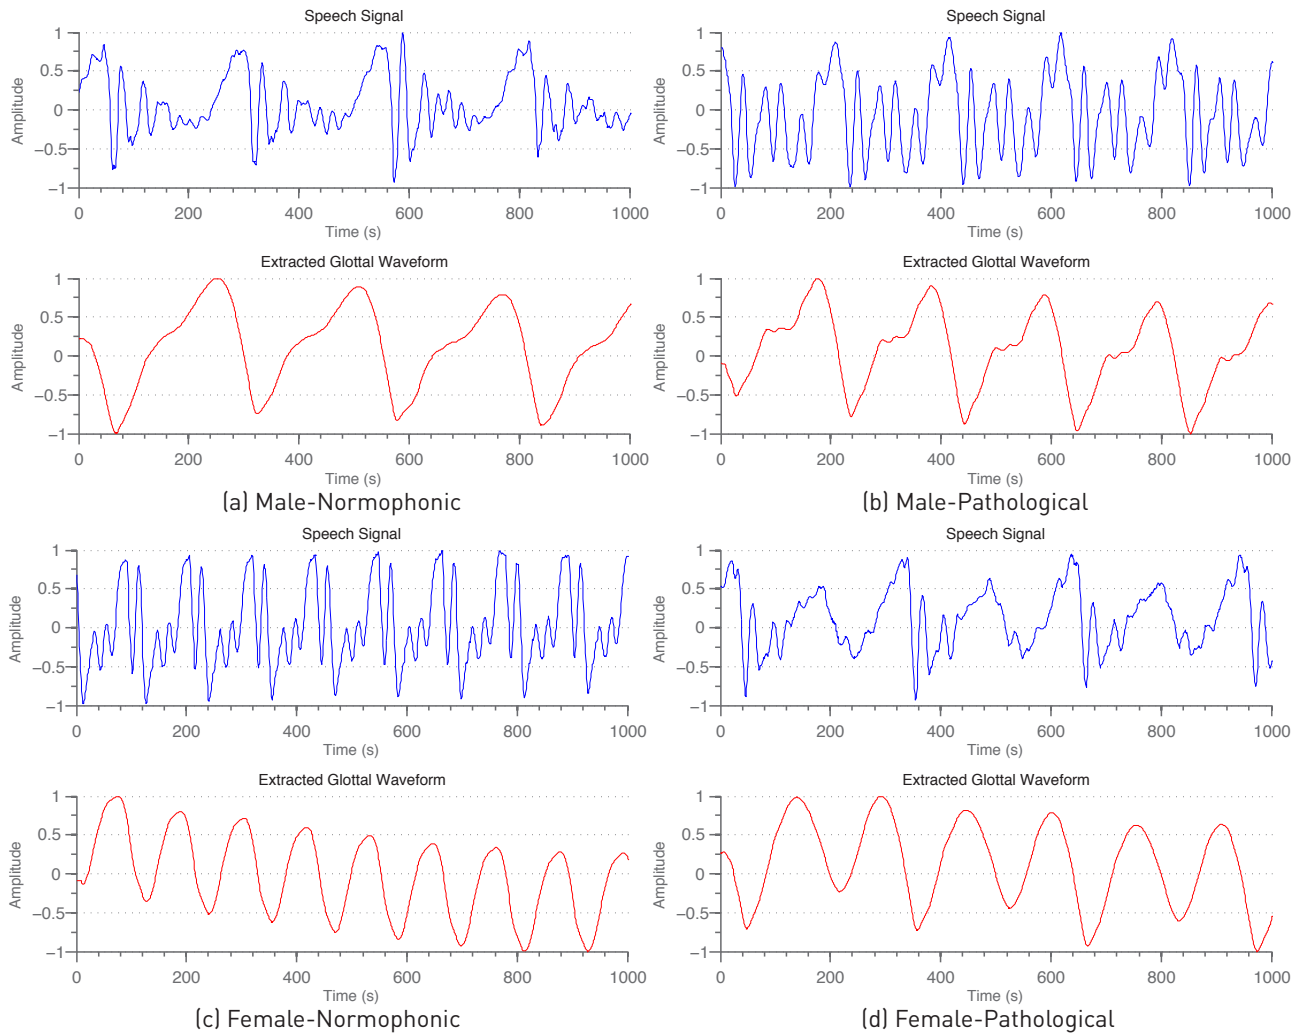 Speech Signal
1
0.5
0
−0.5
−1
Amplitude
0 200 400 600 800 1000
Time (s)
Extracted Glottal Waveform
1
0.5
0
−0.5
−1
Amplitude
0 200 400 600 800 1000
Time (s)
(a) Male-Normophonic
Speech Signal
1
0.5
0
−0.5
−1
Amplitude
0 200 400 600 800 1000
Time (s)
Extracted Glottal Waveform
1
0.5
0
−0.5
−1
Amplitude
0 200 400 600 800 1000
Time (s)
(b) Male-Pathological
Speech Signal
1
0.5
0
−0.5
−1
Amplitude
0 200 400 600 800 1000
Time (s)
Extracted Glottal Waveform
1
0.5
0
−0.5
−1
Amplitude
0 200 400 600 800 1000
Time (s)
(c) Female-Normophonic
Speech Signal
1
0.5
0
−0.5
−1
Amplitude
0 200 400 600 800 1000
Time (s)
Extracted Glottal Waveform
1
0.5
0
−0.5
−1
Amplitude
0 200 400 600 800 1000
Time (s)
(d) Female-Pathological